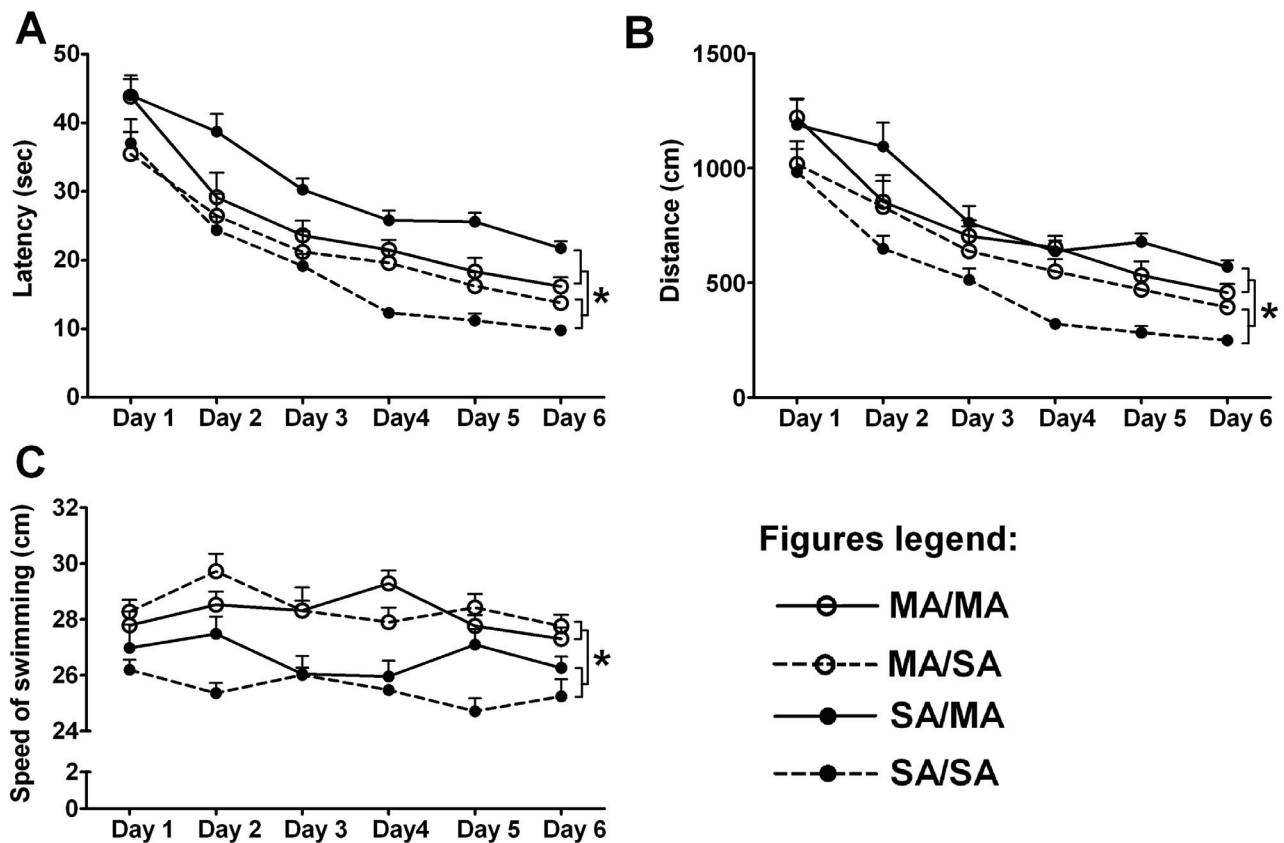 A
Latency (sec)
50
40
30
20
10
0
*
Day 1 Day 2 Day 3 Day4 Day 5 Day 6
B
Distance (cm)
1500
1000
500
0
*
Day 1 Day 2 Day 3 Day4 Day 5 Day 6
C
Speed of swimming (cm)
32
30
28
26
24
2
0
*
Day 1 Day 2 Day 3 Day4 Day 5 Day 6
Figures legend:
MA/MA
MA/SA
SA/MA
SA/SA